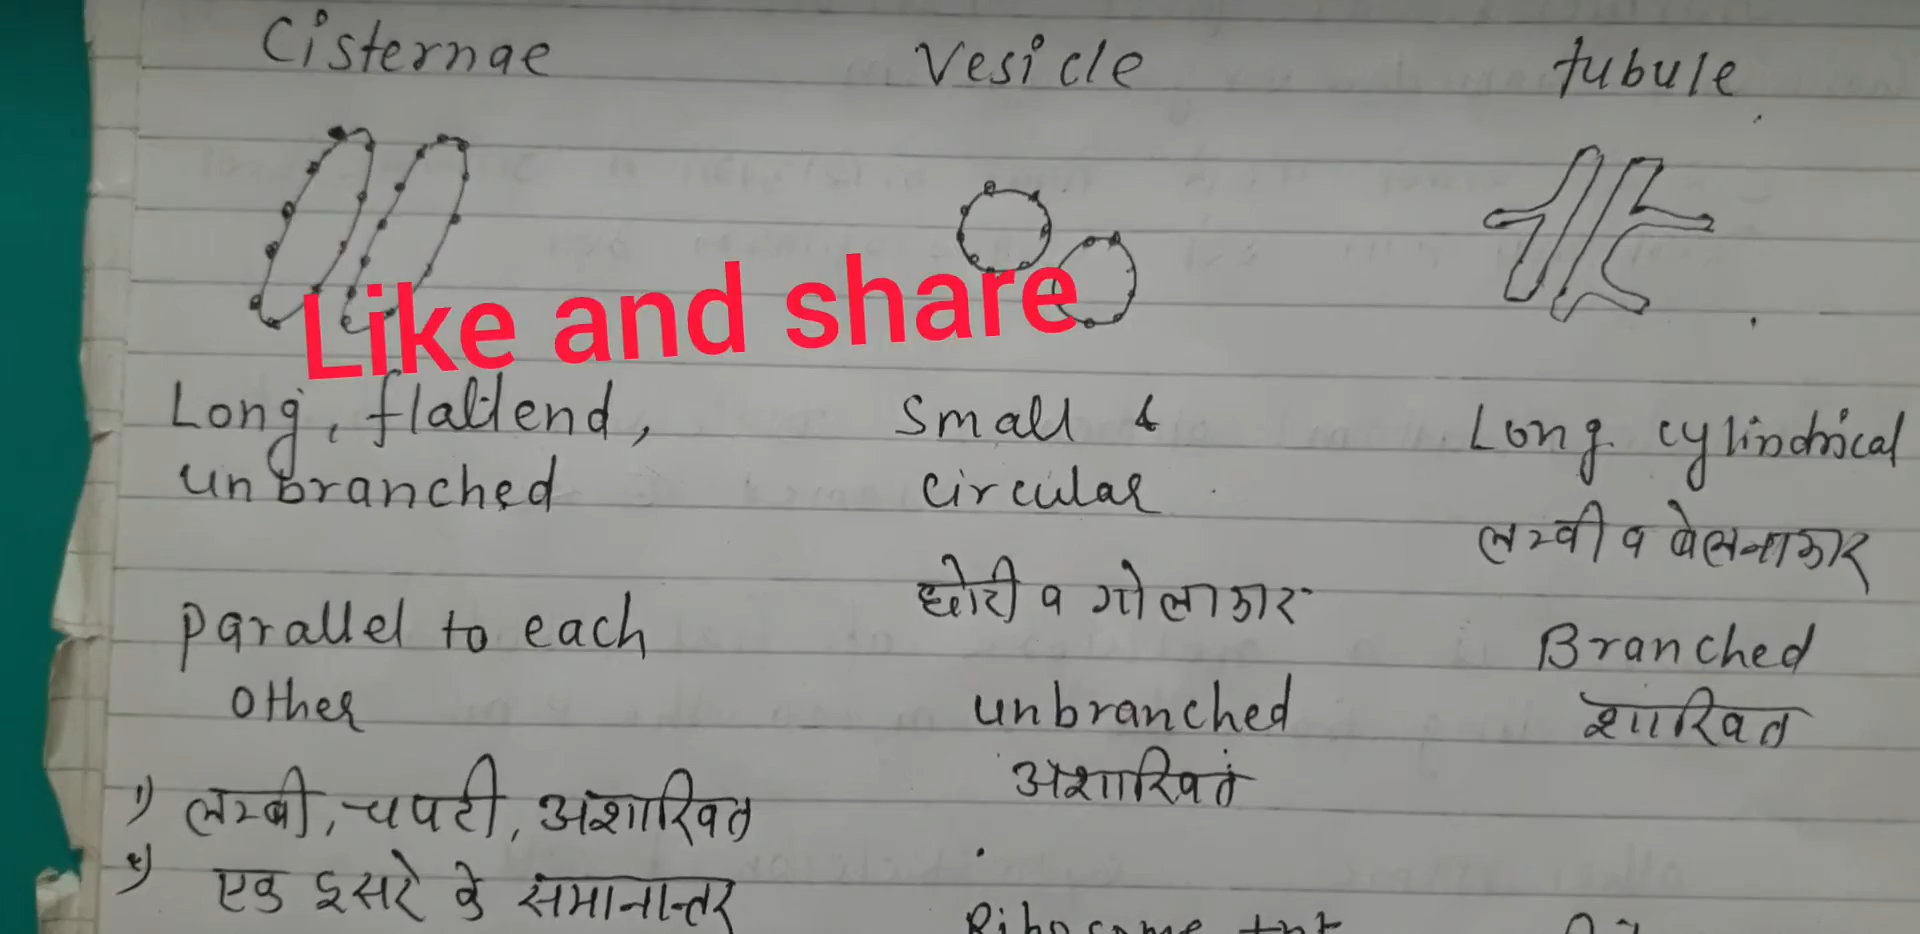 Cisternae
Vesicle
tubule
Like and share
Long, flattend,
unbranched
parallel to each
other
1) लम्बी, चपटी, अशाखित
2) एक दुसरे के समानान्तर
Small &
circular
छोटी व गोलाकार
unbranched
अशाखित
Long cylindrical
लम्बी व बेलनाकार
Branched
शाखित